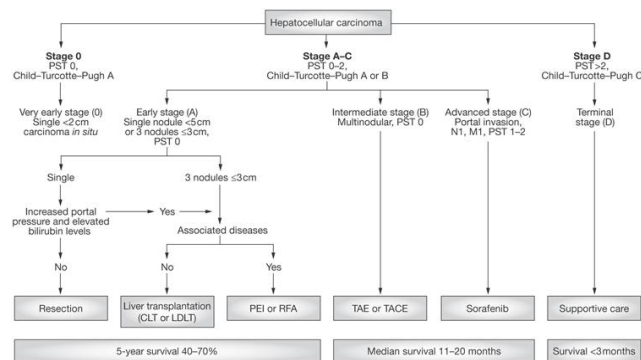 Hepatocellular carcinoma
Stage 0
PST 0,
Child–Turcotte–Pugh A
Stage A–C
PST 0–2,
Child–Turcotte–Pugh A or B
Stage D
PST >2,
Child–Turcotte–Pugh C
Very early stage (0)
Single <2cm
carcinoma in situ
Early stage (A)
Single nodule <5cm
or 3 nodules ≤3cm,
PST 0
Intermediate stage (B)
Multinodular, PST 0
Advanced stage (C)
Portal invasion,
N1, M1, PST 1–2
Terminal
stage (D)
Single
3 nodules ≤3cm
Increased portal
pressure and elevated
bilirubin levels
Yes
Associated diseases
No
No
Yes
Resection
Liver transplantation
(CLT or LDLT)
PEI or RFA
TAE or TACE
Sorafenib
Supportive care
5-year survival 40–70%
Median survival 11–20 months
Survival <3months